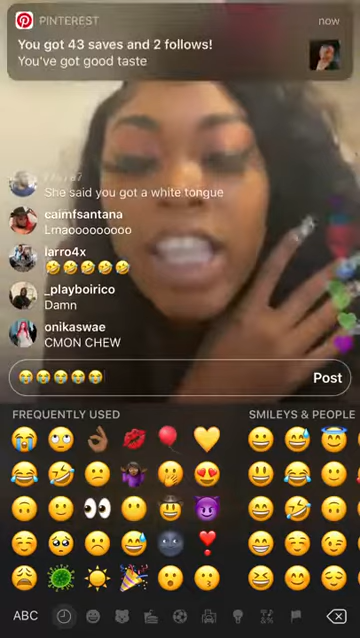 PINTEREST
now
You got 43 saves and 2 follows!
You've got good taste
She said you got a white tongue
caimfsantana
Lmaooooooooo
larro4x
🤣🤣🤣🤣🤣
_playboirico
Damn
onikaswae
CMON CHEW
😭😭😭😭😭
Post
FREQUENTLY USED
SMILEYS & PEOPLE
ABC